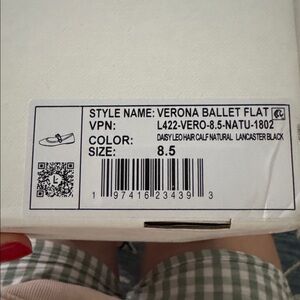 STYLE NAME: VERONA BALLET FLAT
VPN: L422-VERO-8.5-NATU-1802
COLOR: DAISY LEO HAIR CALF NATURAL LANCASTER BLACK
SIZE: 8.5
1 97416 23439 3